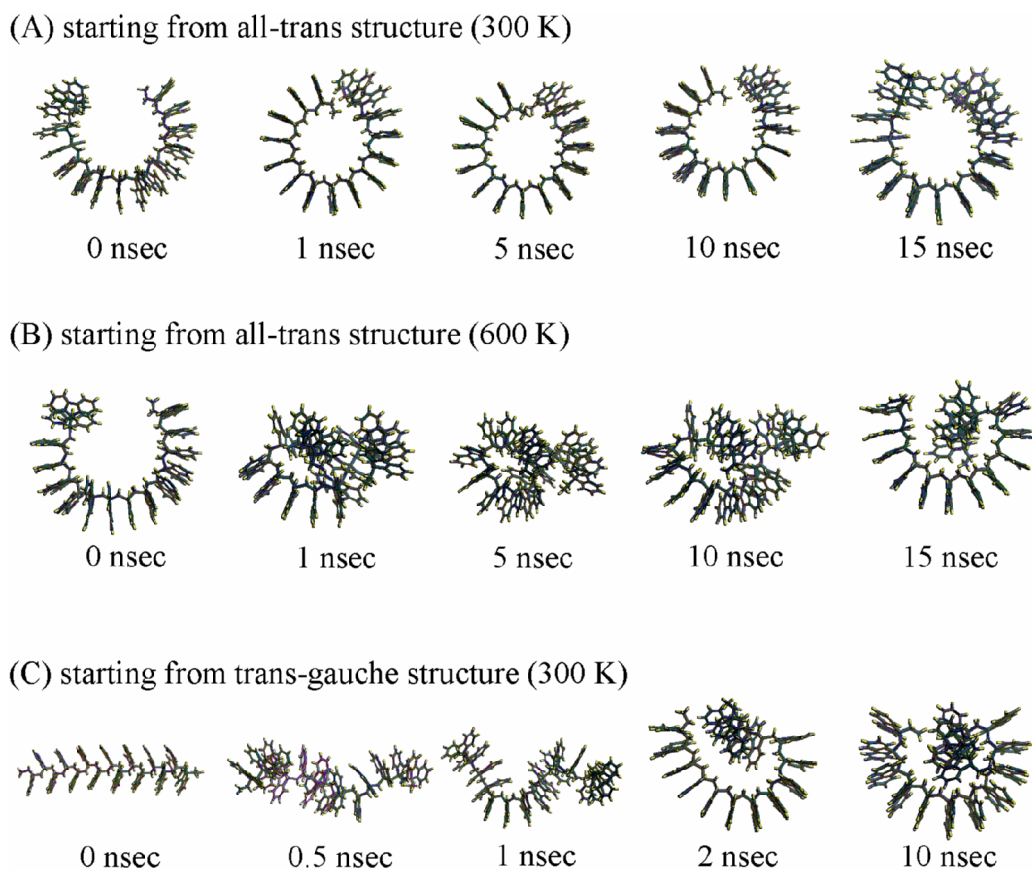 (A) starting from all-trans structure (300 K)
0 nsec 1 nsec 5 nsec 10 nsec 15 nsec
(B) starting from all-trans structure (600 K)
0 nsec 1 nsec 5 nsec 10 nsec 15 nsec
(C) starting from trans-gauche structure (300 K)
0 nsec 0.5 nsec 1 nsec 2 nsec 10 nsec